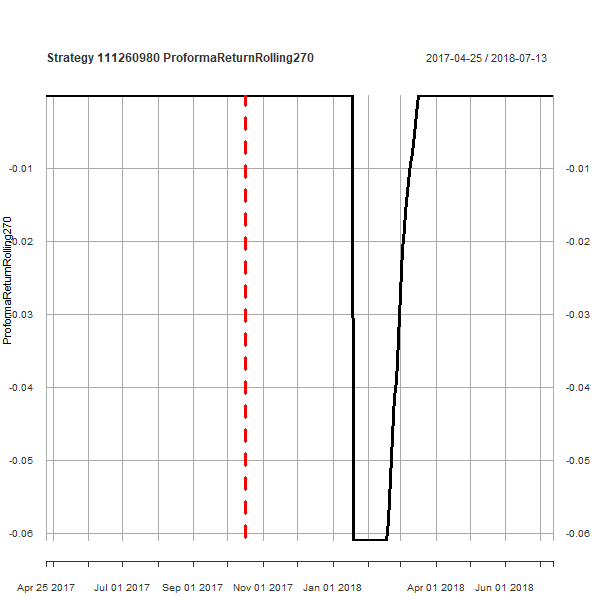 Strategy 111260980 ProformaReturnRolling270
2017-04-25 / 2018-07-13
ProformaReturnRolling270
-0.01 -0.01
-0.02 -0.02
-0.03 -0.03
-0.04 -0.04
-0.05 -0.05
-0.06 -0.06
Apr 25 2017 Jul 01 2017 Sep 01 2017 Nov 01 2017 Jan 01 2018 Apr 01 2018 Jun 01 2018